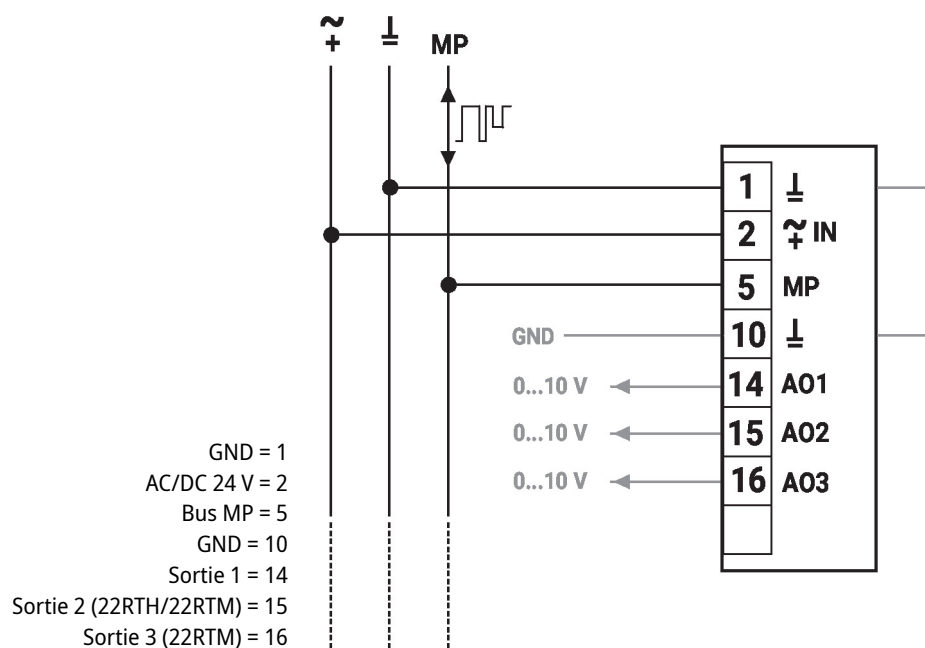 ~
+
⊥
=
MP
1 ⊥
2 ~
+ IN
5 MP
GND 10 ⊥
0...10 V 14 AO1
0...10 V 15 AO2
0...10 V 16 AO3
GND = 1
AC/DC 24 V = 2
Bus MP = 5
GND = 10
Sortie 1 = 14
Sortie 2 (22RTH/22RTM) = 15
Sortie 3 (22RTM) = 16